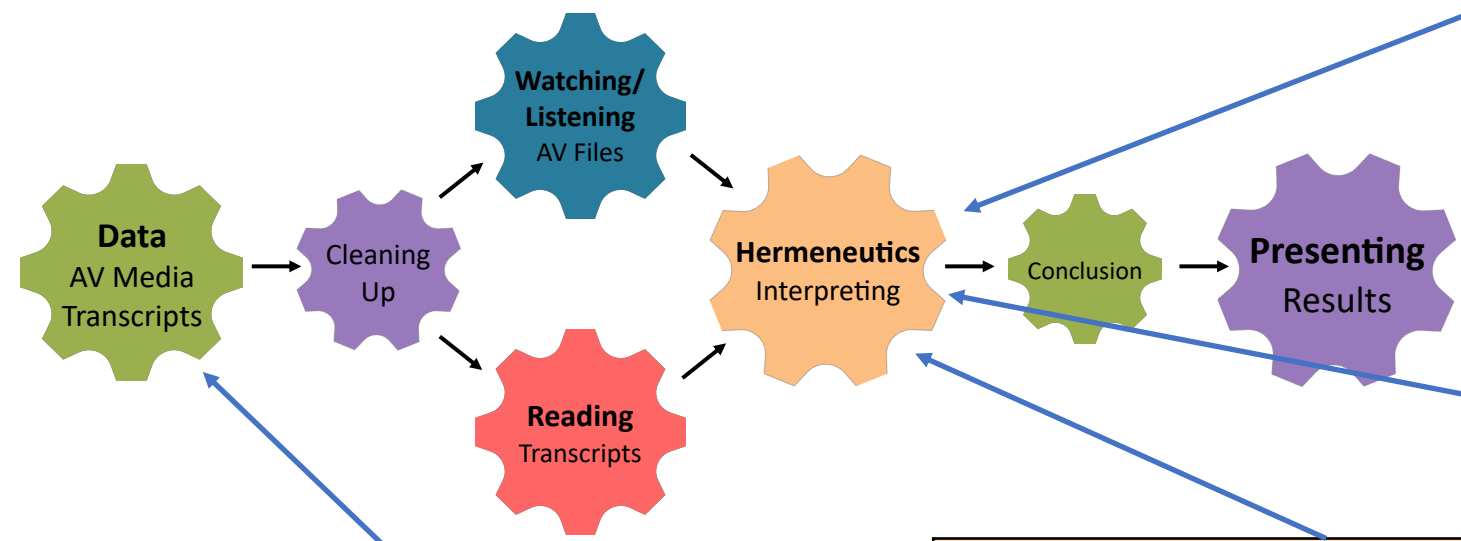 Data
AV Media
Transcripts
Cleaning
Up
Watching/
Listening
AV Files
Reading
Transcripts
Hermeneutics
Interpreting
Conclusion
Presenting
Results